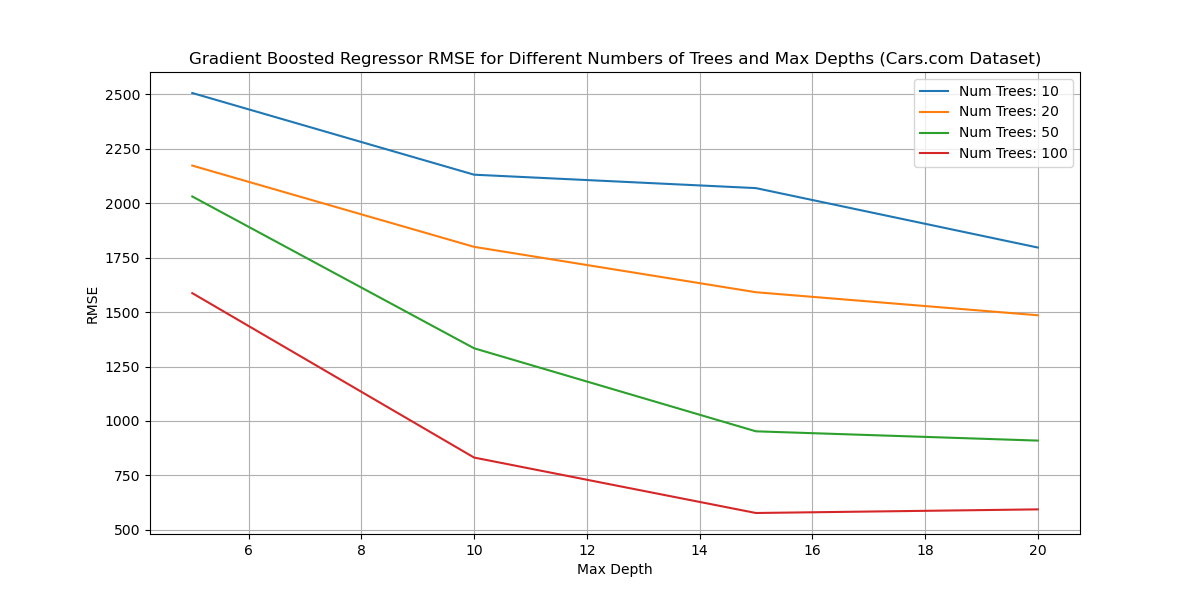 Gradient Boosted Regressor RMSE for Different Numbers of Trees and Max Depths (Cars.com Dataset)
Num Trees: 10
Num Trees: 20
Num Trees: 50
Num Trees: 100
2500
2250
2000
1750
1500
1250
1000
750
500
RMSE
6 8 10 12 14 16 18 20
Max Depth